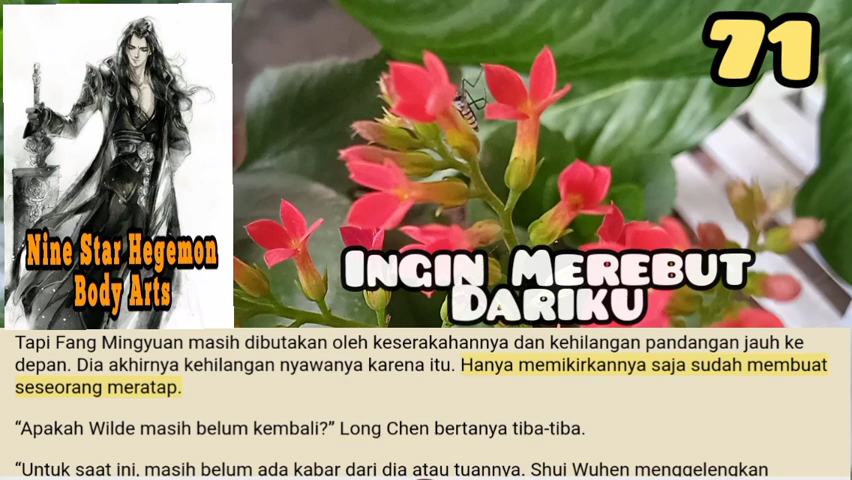 71
Nine Star Hegemon
Body Arts
INGIN MEREBUT
DARIKU
Tapi Fang Mingyuan masih dibutakan oleh keserakahannya dan kehilangan pandangan jauh ke
depan. Dia akhirnya kehilangan nyawanya karena itu. Hanya memikirkannya saja sudah membuat
seseorang meratap.
“Apakah Wilde masih belum kembali?” Long Chen bertanya tiba-tiba.
“Untuk saat ini, masih belum ada kabar dari dia atau tuannya. Shui Wuhen menggelengkan